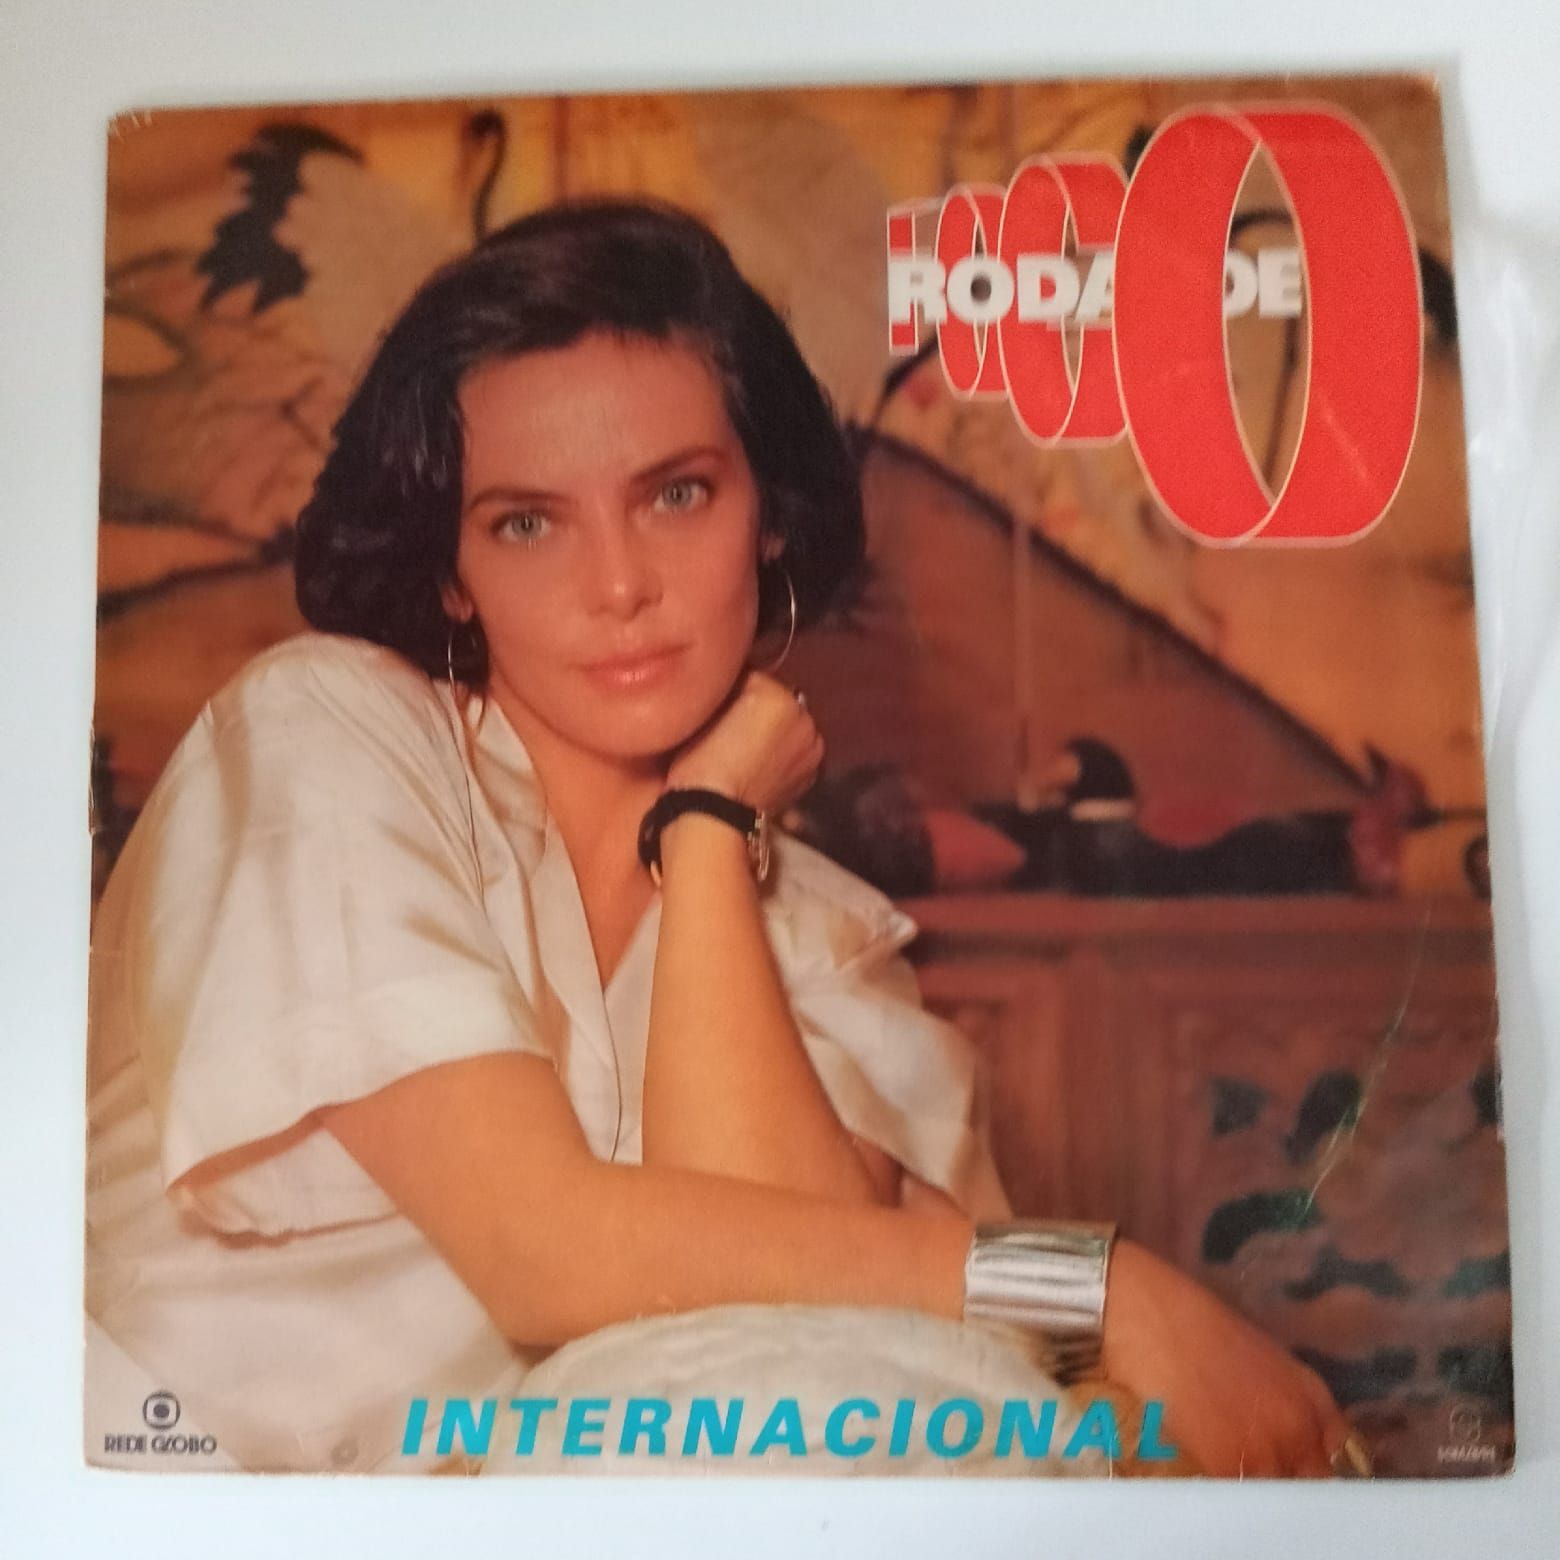 RODA DE
FOGO
REDE GLOBO
INTERNACIONAL